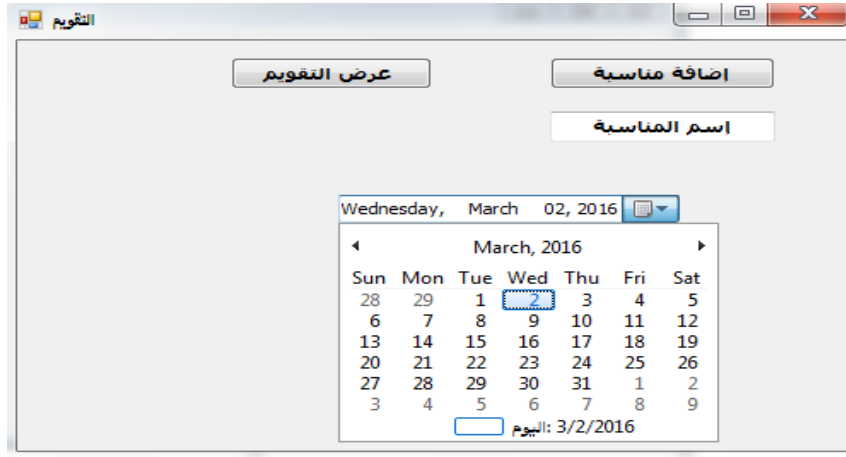 التقويم
إضافة مناسبة
عرض التقويم
إسم المناسبة
Wednesday, March 02, 2016
March, 2016
Sun Mon Tue Wed Thu Fri Sat
28 29 1 2 3 4 5
6 7 8 9 10 11 12
13 14 15 16 17 18 19
20 21 22 23 24 25 26
27 28 29 30 31 1 2
3 4 5 6 7 8 9
اليوم: 3/2/2016